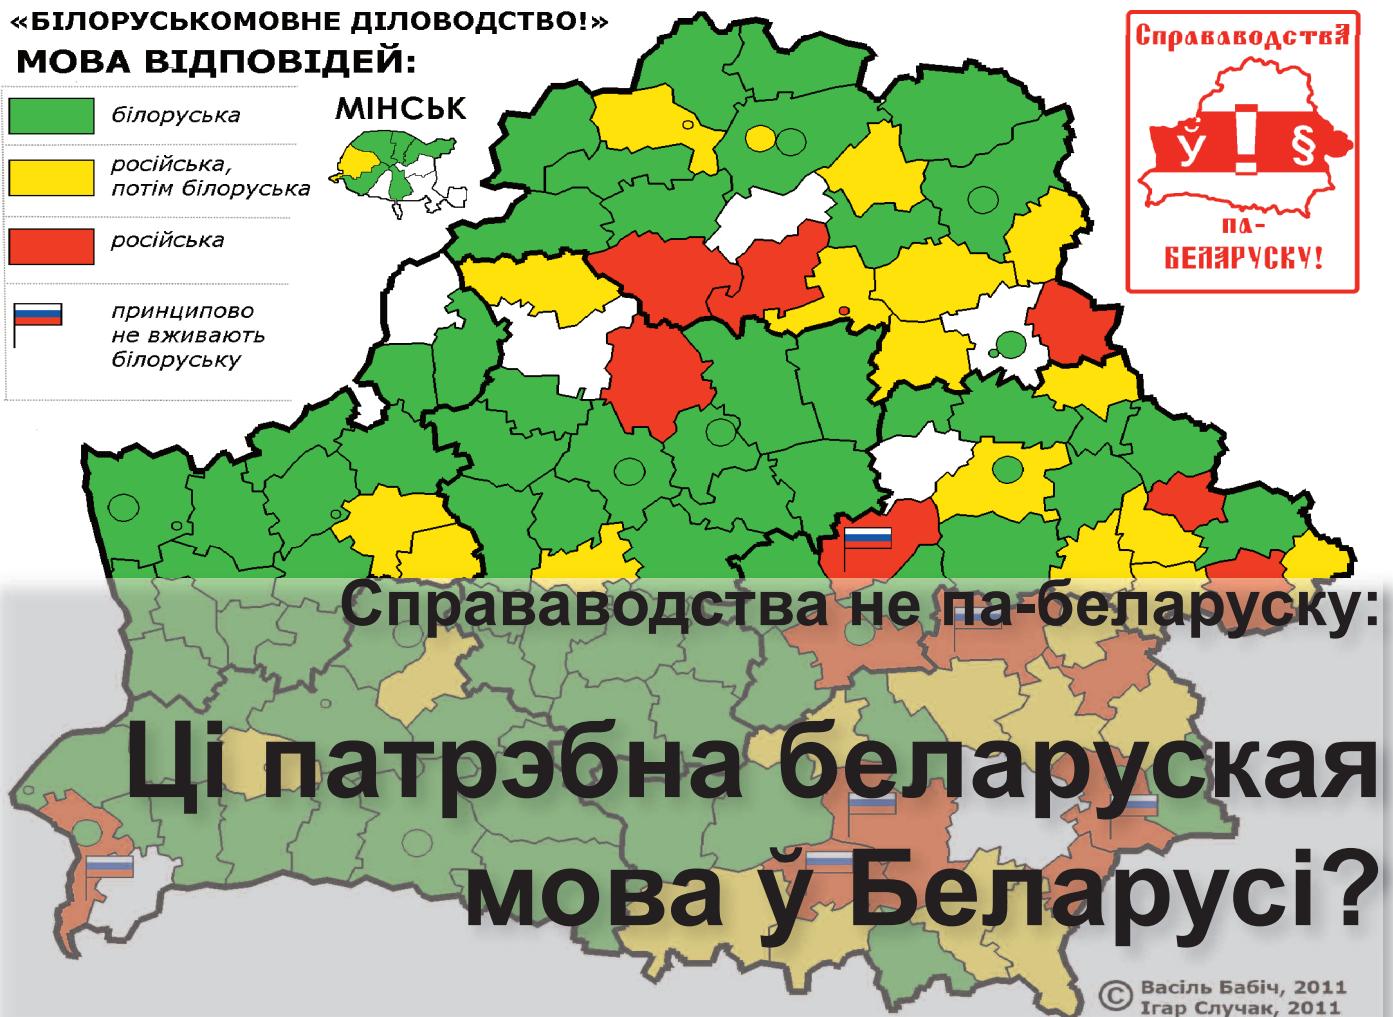 «БІЛОРУСЬКОМОВНЕ ДІЛОВОДСТВО!»
МОВА ВІДПОВІДЕЙ:
білоруська
російська,
потім білоруська
російська
принципово
не вживають
білоруську
МІНСЬК
Справаводства
Ў ! §
па-
БЕЛАРУСКУ!
Справаводства не па-беларуску:
Ці патрэбна беларуская
мова ў Беларусі?
© Васіль Бабіч, 2011
Ігар Случак, 2011